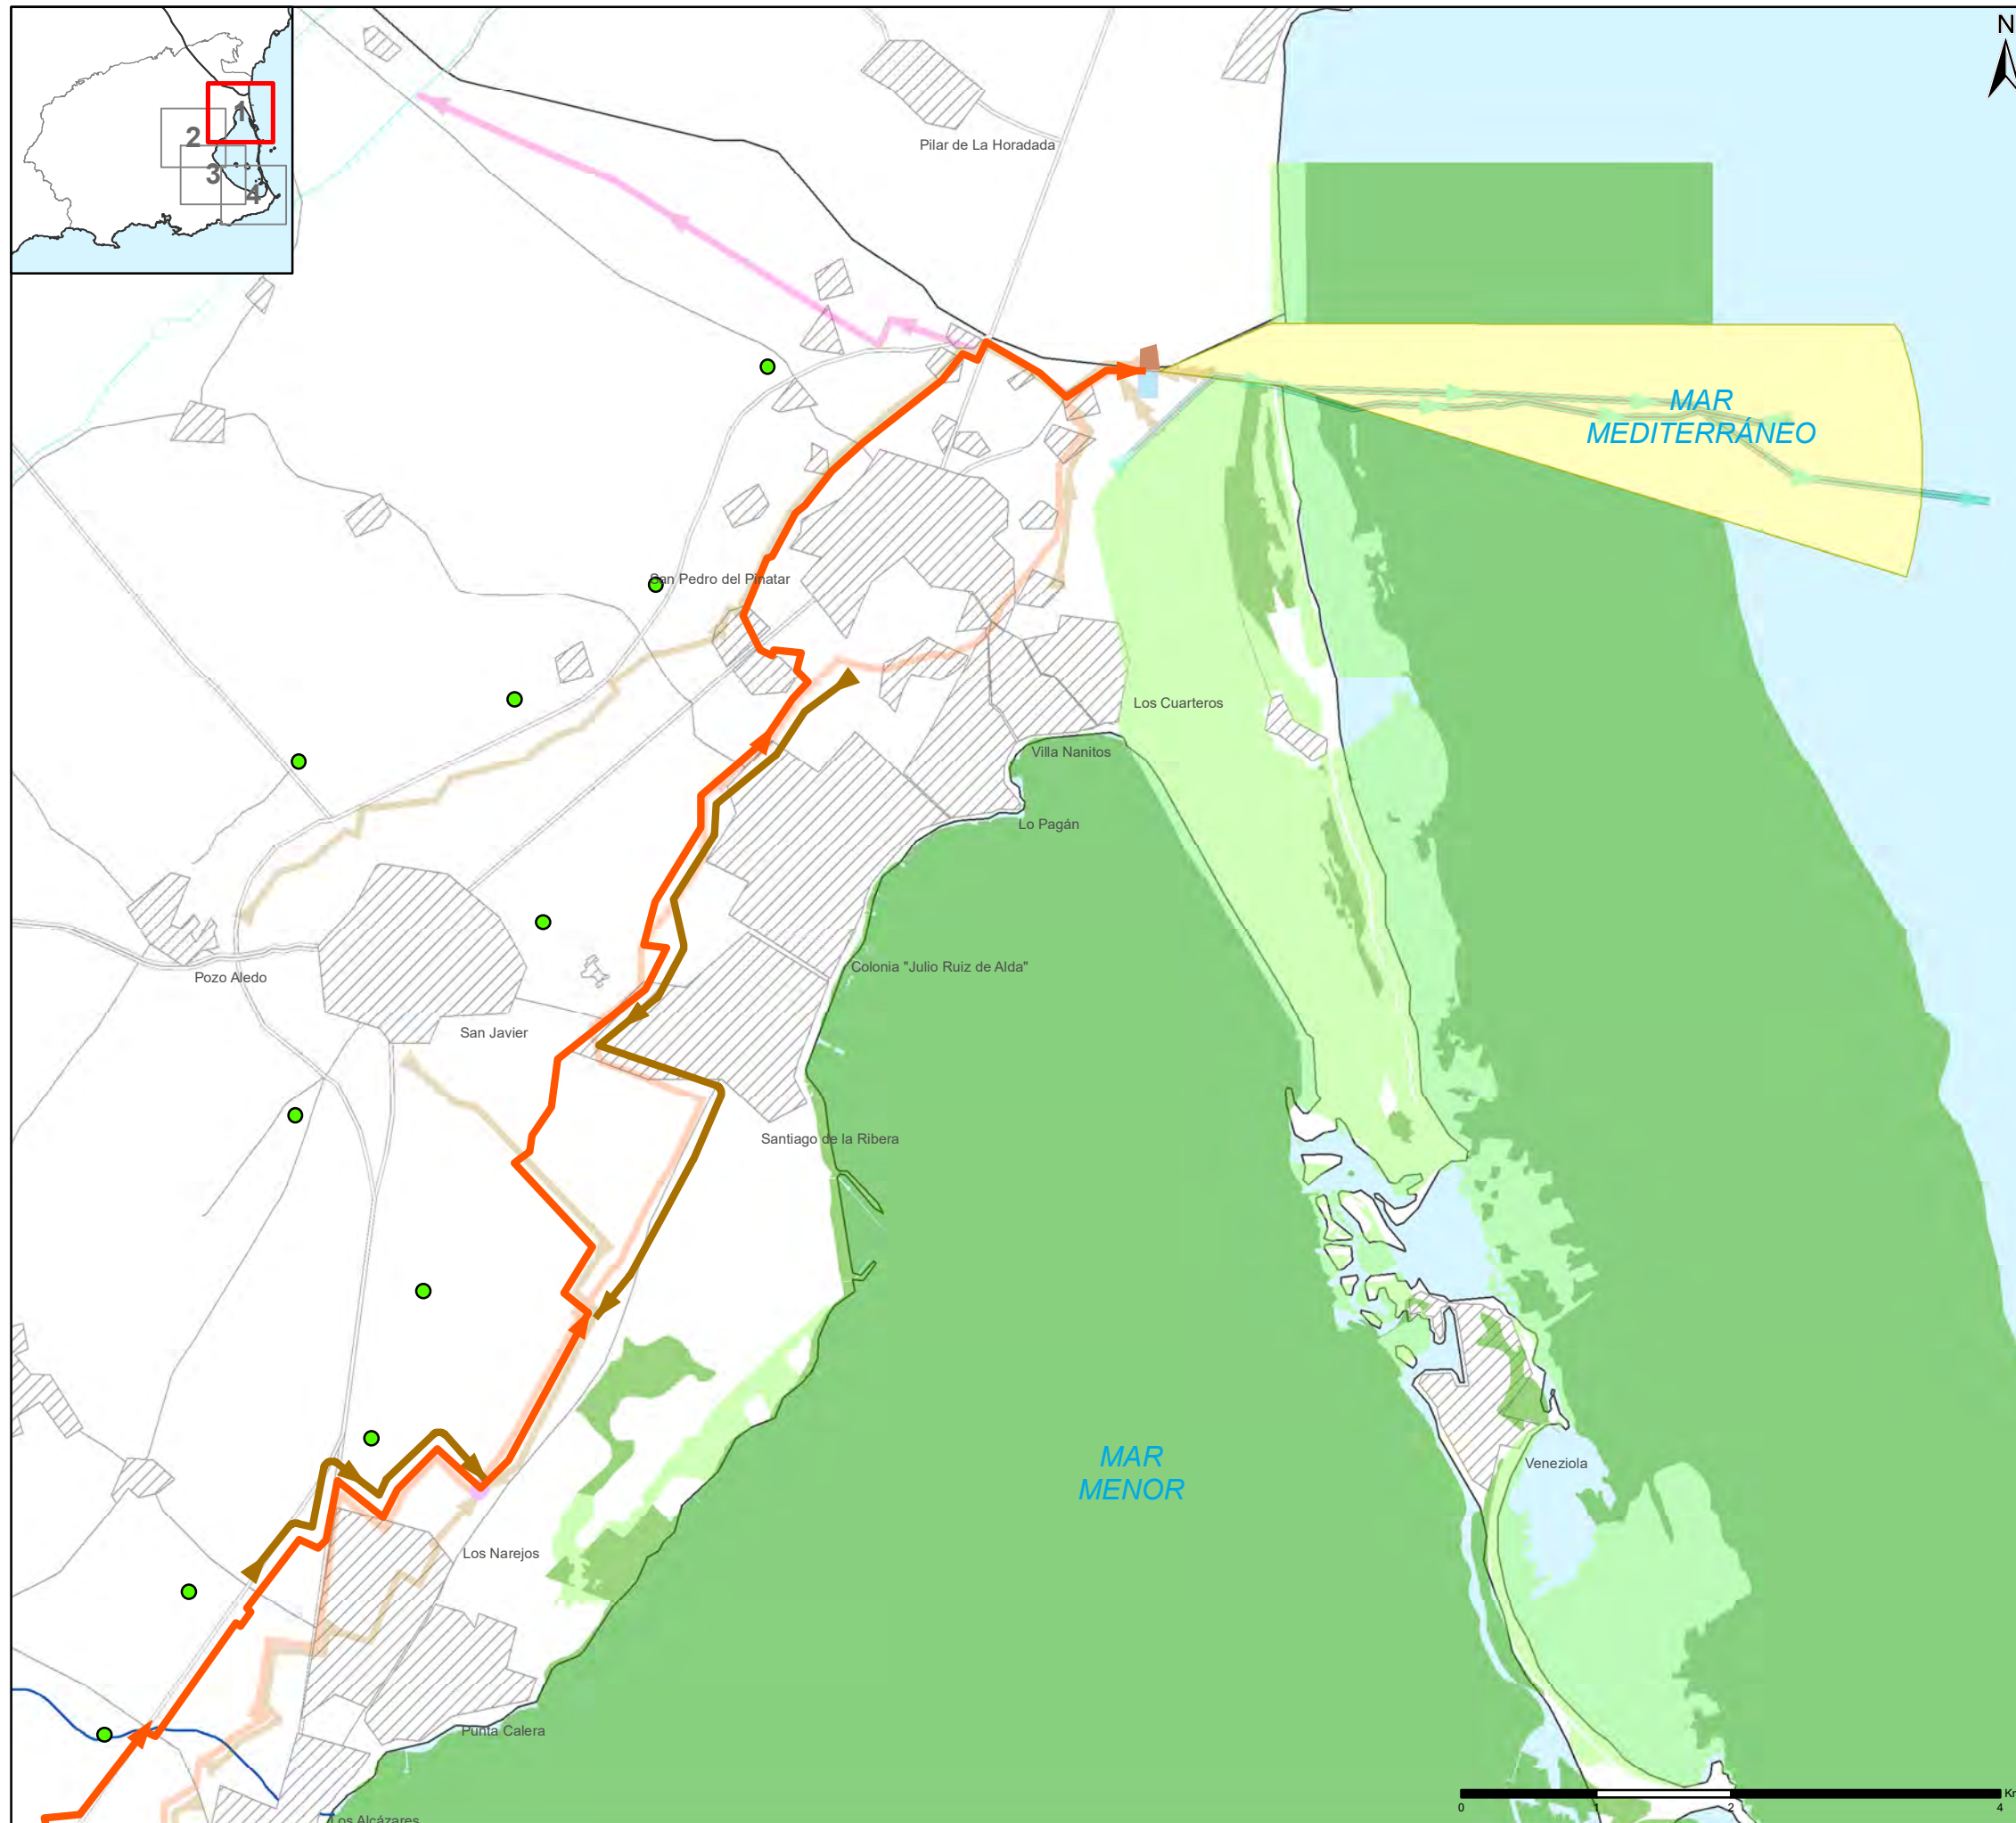 N
1
2
3
4
Pilar de La Horadada
MAR
MEDITERRÁNEO
San Pedro del Pinatar
Los Cuarteros
Villa Nanitos
Lo Pagán
Colonia "Julio Ruiz de Alda"
Pozo Aledo
San Javier
Santiago de la Ribera
MAR
MENOR
Veneziola
Los Narejos
Punta Calera
Los Alcázares
Km
0 1 2 4